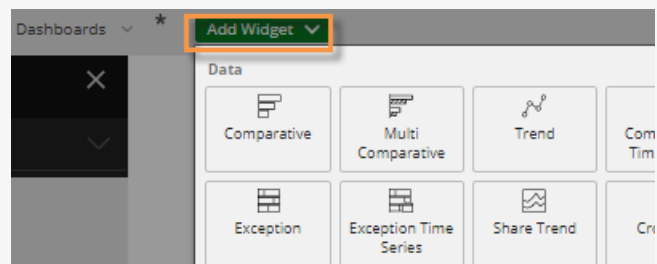 Dashboards *
Add Widget
Data
Comparative
Multi
Comparative
Trend
Exception
Exception Time
Series
Share Trend